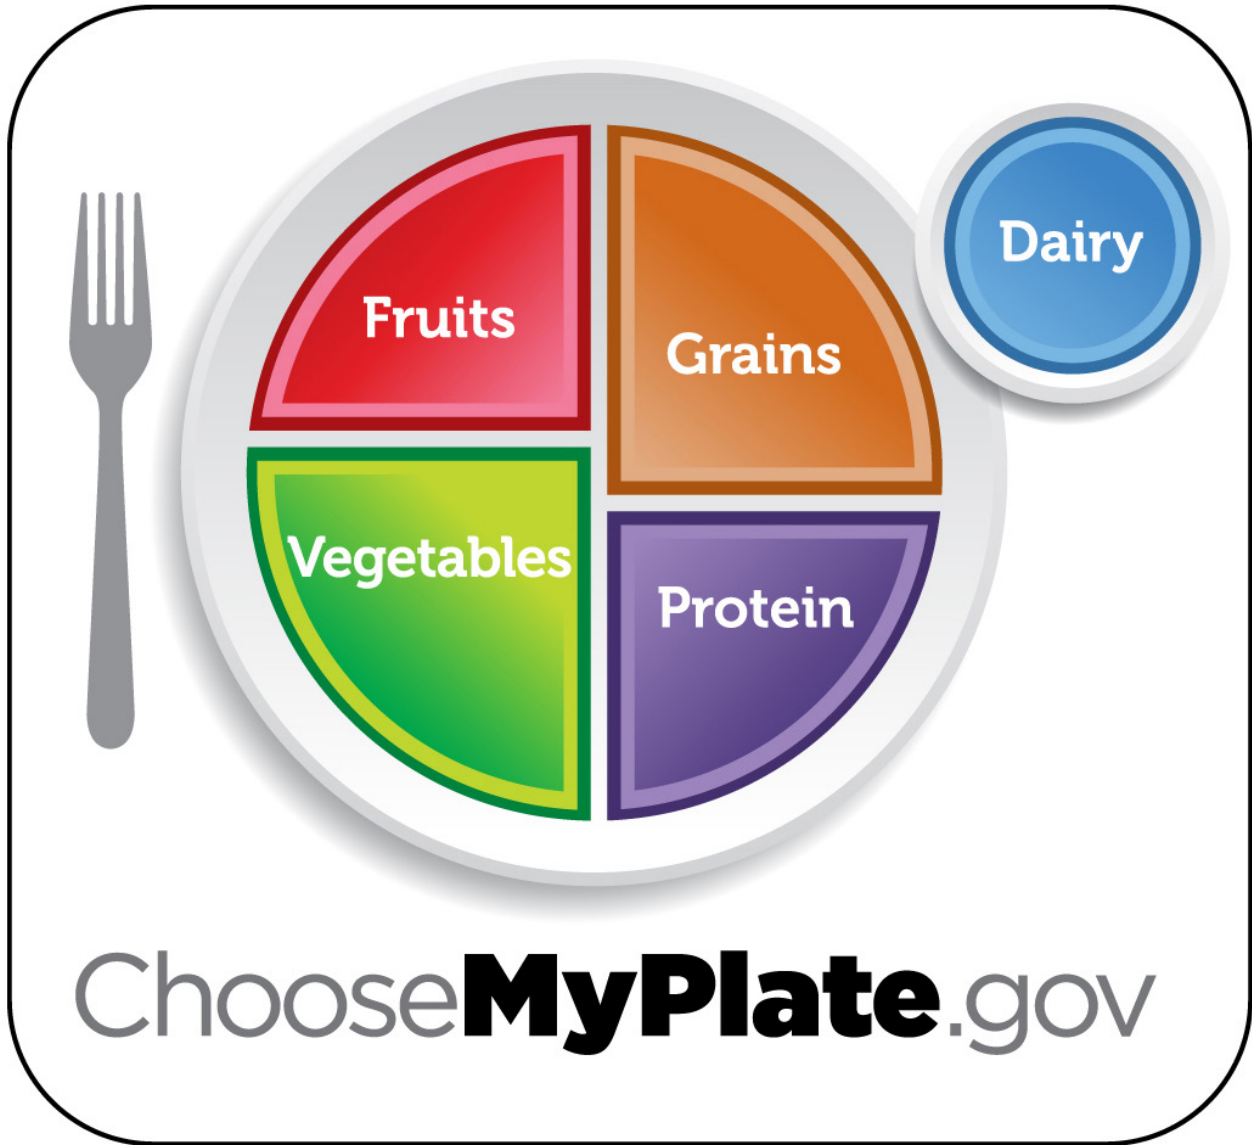 Fruits
Grains
Dairy
Vegetables
Protein
ChooseMyPlate.gov